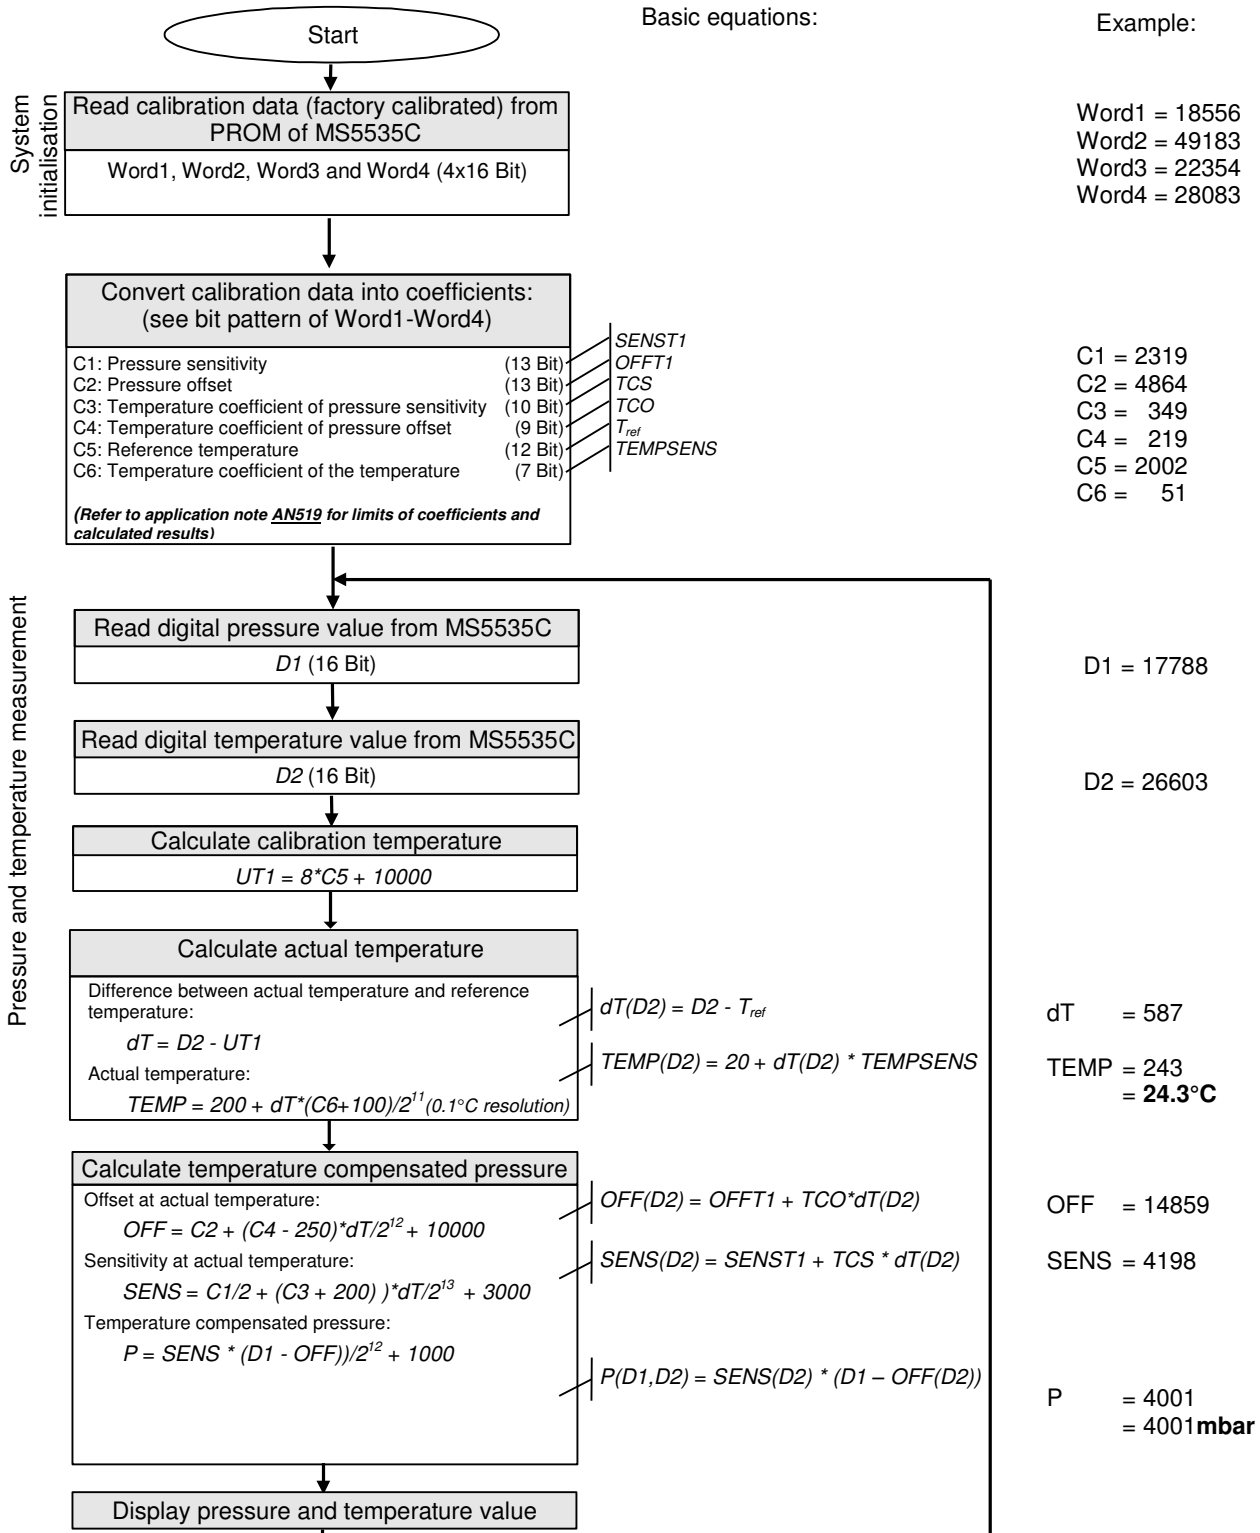 Basic equations:
Example:
Start
System
initialisation
Read calibration data (factory calibrated) from
PROM of MS5535C
Word1, Word2, Word3 and Word4 (4x16 Bit)
Word1 = 18556
Word2 = 49183
Word3 = 22354
Word4 = 28083
Convert calibration data into coefficients:
(see bit pattern of Word1-Word4)
C1: Pressure sensitivity (13 Bit)
C2: Pressure offset (13 Bit)
C3: Temperature coefficient of pressure sensitivity (10 Bit)
C4: Temperature coefficient of pressure offset (9 Bit)
C5: Reference temperature (12 Bit)
C6: Temperature coefficient of the temperature (7 Bit)
(Refer to application note AN519 for limits of coefficients and
calculated results)
SENST1
OFFT1
TCS
TCO
Tref
TEMPSENS
C1 = 2319
C2 = 4864
C3 = 349
C4 = 219
C5 = 2002
C6 = 51
Pressure and temperature measurement
Read digital pressure value from MS5535C
D1 (16 Bit)
D1 = 17788
Read digital temperature value from MS5535C
D2 (16 Bit)
D2 = 26603
Calculate calibration temperature
UT1 = 8*C5 + 10000
Calculate actual temperature
Difference between actual temperature and reference
temperature:
dT = D2 - UT1
Actual temperature:
TEMP = 200 + dT*(C6+100)/2^11 (0.1°C resolution)
dT(D2) = D2 - Tref
TEMP(D2) = 20 + dT(D2) * TEMPSENS
dT = 587
TEMP = 243
= 24.3°C
Calculate temperature compensated pressure
Offset at actual temperature:
OFF = C2 + (C4 - 250)*dT/2^12 + 10000
Sensitivity at actual temperature:
SENS = C1/2 + (C3 + 200) )*dT/2^13 + 3000
Temperature compensated pressure:
P = SENS * (D1 - OFF))/2^12 + 1000
OFF(D2) = OFFT1 + TCO*dT(D2)
SENS(D2) = SENST1 + TCS * dT(D2)
P(D1,D2) = SENS(D2) * (D1 – OFF(D2))
OFF = 14859
SENS = 4198
P = 4001
= 4001mbar
Display pressure and temperature value